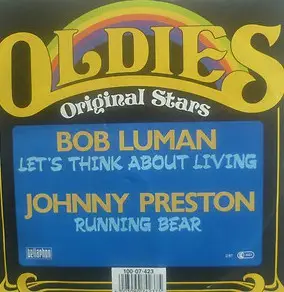 OLDIES
Original Stars
BOB LUMAN
LET'S THINK ABOUT LIVING
JOHNNY PRESTON
RUNNING BEAR
bellaphon
100·07·423